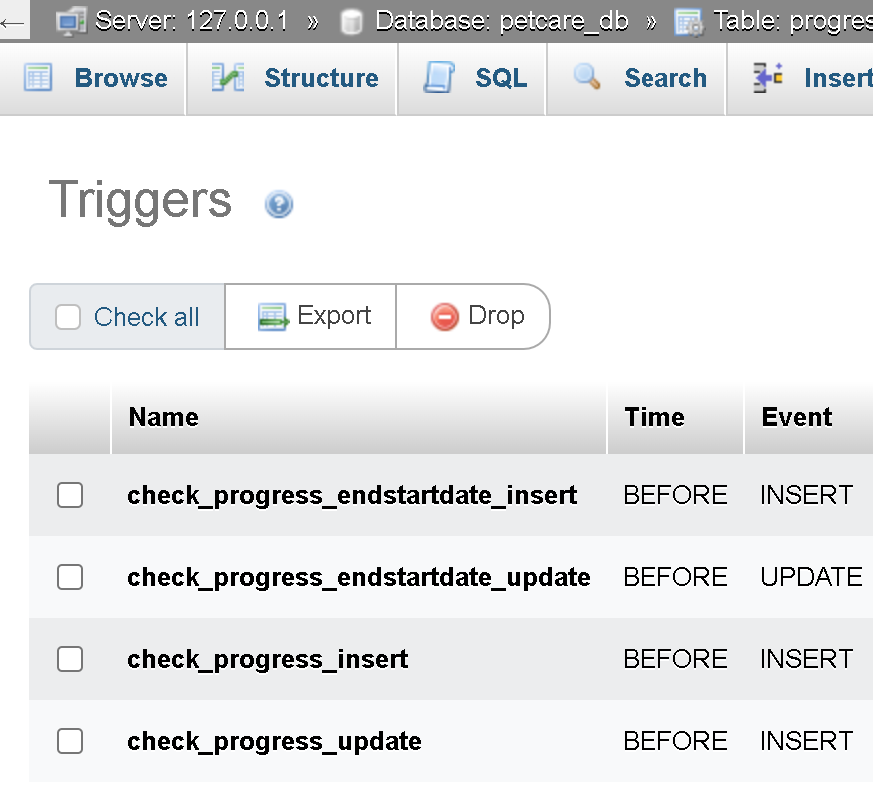 ← Server: 127.0.0.1 » Database: petcare_db » Table: progres
Browse Structure SQL Search Insert
Triggers
Check all Export Drop
Name Time Event
check_progress_endstartdate_insert BEFORE INSERT
check_progress_endstartdate_update BEFORE UPDATE
check_progress_insert BEFORE INSERT
check_progress_update BEFORE INSERT